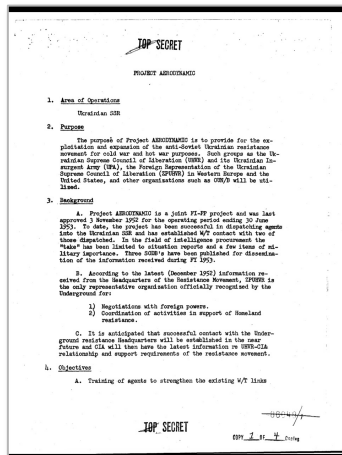 TOP SECRET
PROJECT AERODYNAMIC
1. Area of Operations
Ukrainian SSR
2. Purpose
The purpose of Project AERODYNAMIC is to provide for the ex-
ploitation and expansion of the anti-Soviet Ukrainian resistance
movement for cold war and hot war purposes. Such groups as the Uk-
rainian Supreme Council of Liberation (UHVR) and its Ukrainian In-
surgent Army (UPA), the Foreign Representation of the Ukrainian
Supreme Council of Liberation (ZPUHVR) in Western Europe and the
United States, and other organizations such as OUN/B will be uti-
lized.
3. Background
A. Project AERODYNAMIC is a joint FI-PP project and was last
approved 3 November 1952 for the operating period ending 30 June
1953. To date, the project has been successful in dispatching agents
into the Ukrainian SSR and has established W/T contact with two of
those dispatched. In the field of intelligence procurement the
"take" has been limited to situation reports and a few items of mi-
litary importance. Three SODB's have been published for dissemina-
tion of the information received during FI 1953.
B. According to the latest (December 1952) information re-
ceived from the Headquarters of the Resistance Movement, ZPUHVR is
the only representative organization officially recognized by the
Underground for:
1) Negotiations with foreign powers.
2) Coordination of activities in support of Homeland
resistance.
C. It is anticipated that successful contact with the Under-
ground resistance Headquarters will be established in the near
future and CIA will then have the latest information re UHVR-CIA
relationship and support requirements of the resistance movement.
4. Objectives
A. Training of agents to strengthen the existing W/T links
TOP SECRET
COPY 1 OF 4 Copies